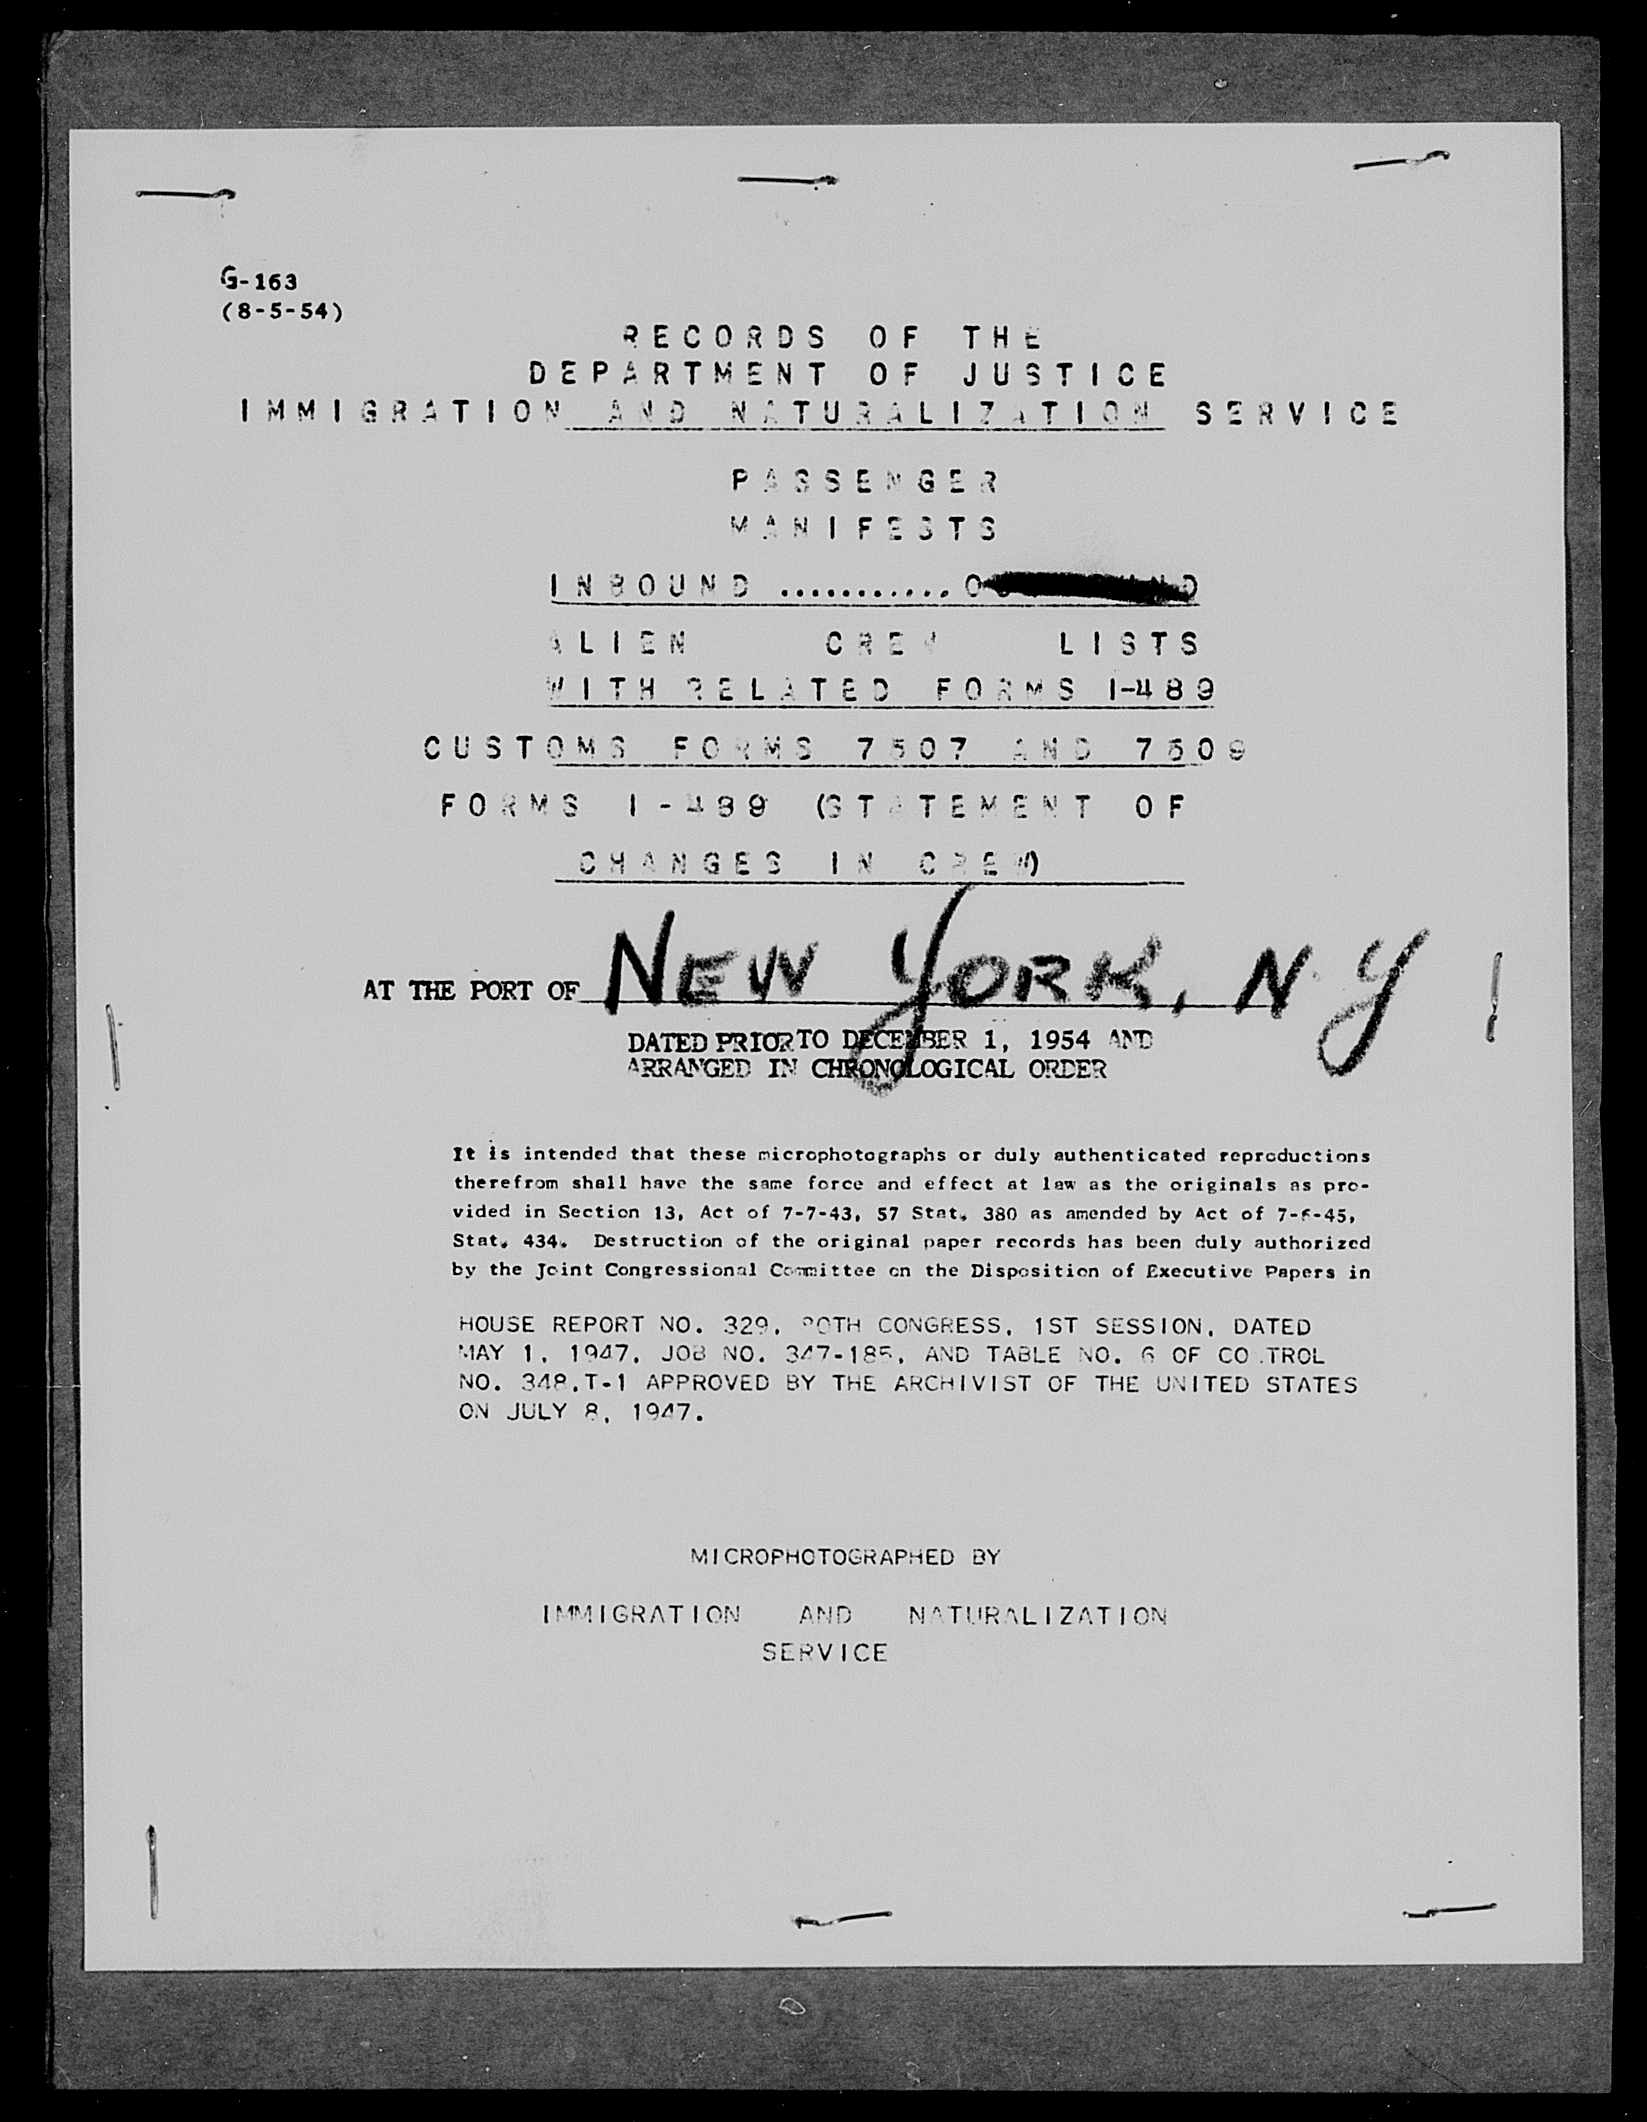 G-163
(8-5-54)
RECORDS OF THE
DEPARTMENT OF JUSTICE
IMMIGRATION AND NATURALIZATION SERVICE
PASSENGER
MANIFESTS
INBOUND ...........
ALIEN CREW LISTS
WITH RELATED FORMS I-489
CUSTOMS FORMS 7507 AND 7509
FORMS I-489 (STATEMENT OF
CHANGES IN CREW)
AT THE PORT OF NEW YORK, N.Y
DATED PRIOR TO DECEMBER 1, 1954 AND
ARRANGED IN CHRONOLOGICAL ORDER
It is intended that these microphotographs or duly authenticated reproductions
therefrom shall have the same force and effect at law as the originals as pro-
vided in Section 13, Act of 7-7-43, 57 Stat. 380 as amended by Act of 7-6-45,
Stat. 434. Destruction of the original paper records has been duly authorized
by the Joint Congressional Committee on the Disposition of Executive Papers in
HOUSE REPORT NO. 329, 80TH CONGRESS, 1ST SESSION, DATED
MAY 1, 1947, JOB NO. 347-185, AND TABLE NO. 6 OF CO.TROL
NO. 348.T-1 APPROVED BY THE ARCHIVIST OF THE UNITED STATES
ON JULY 8, 1947.
MICROPHOTOGRAPHED BY
IMMIGRATION AND NATURALIZATION
SERVICE